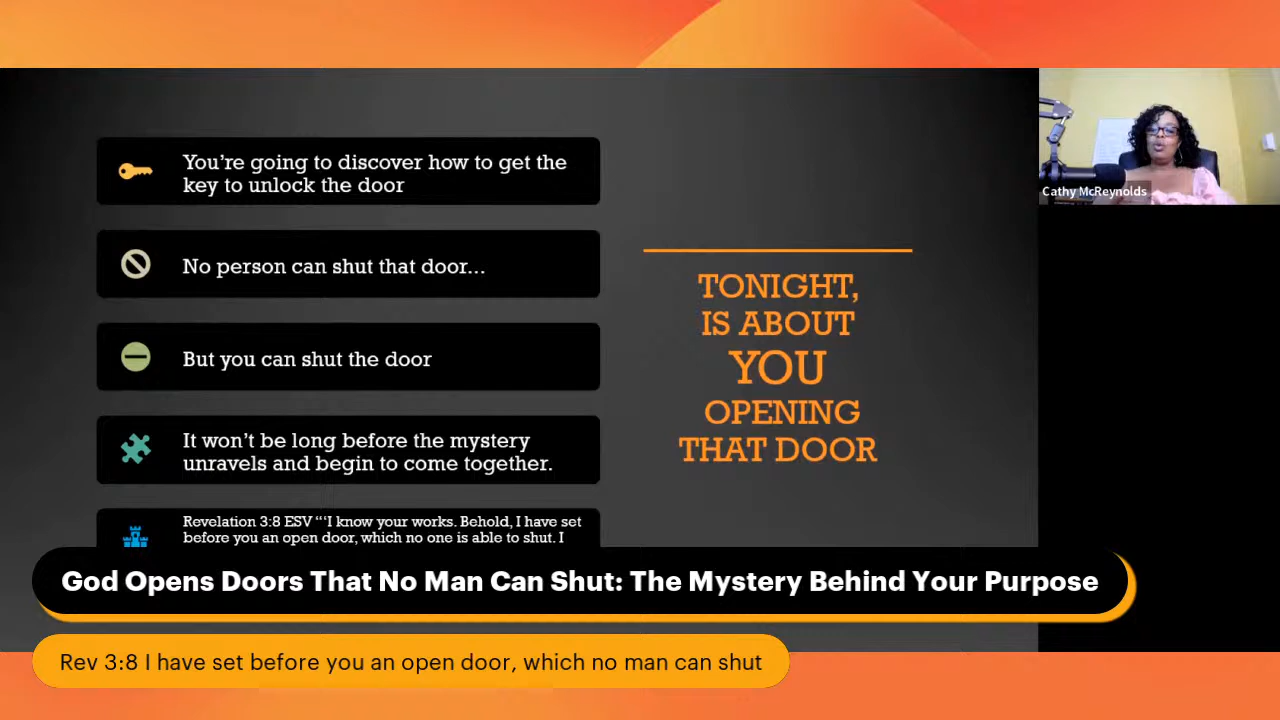 You're going to discover how to get the
key to unlock the door
No person can shut that door...
But you can shut the door
It won't be long before the mystery
unravels and begin to come together.
Revelation 3:8 ESV “‘I know your works. Behold, I have set
before you an open door, which no one is able to shut. I
TONIGHT,
IS ABOUT
YOU
OPENING
THAT DOOR
Cathy McReynolds
God Opens Doors That No Man Can Shut: The Mystery Behind Your Purpose
Rev 3:8 I have set before you an open door, which no man can shut